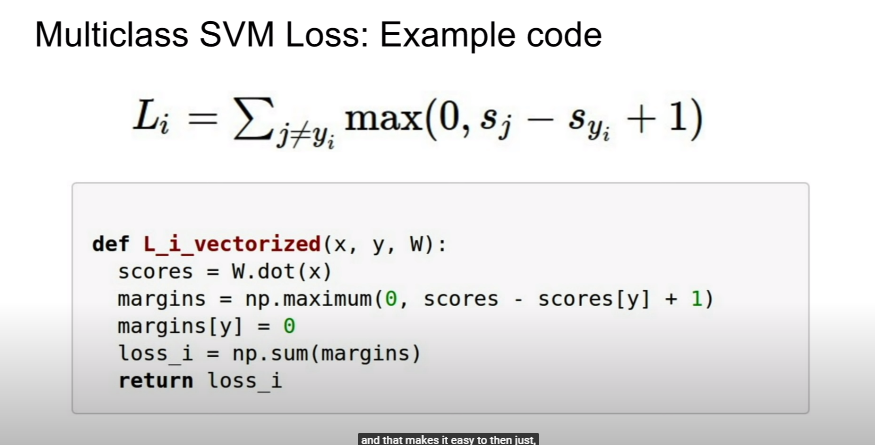 Multiclass SVM Loss: Example code
L_i = ∑_{j≠y_i} max(0, s_j − s_{y_i} + 1)
def L_i_vectorized(x, y, W):
scores = W.dot(x)
margins = np.maximum(0, scores - scores[y] + 1)
margins[y] = 0
loss_i = np.sum(margins)
return loss_i
and that makes it easy to then just,